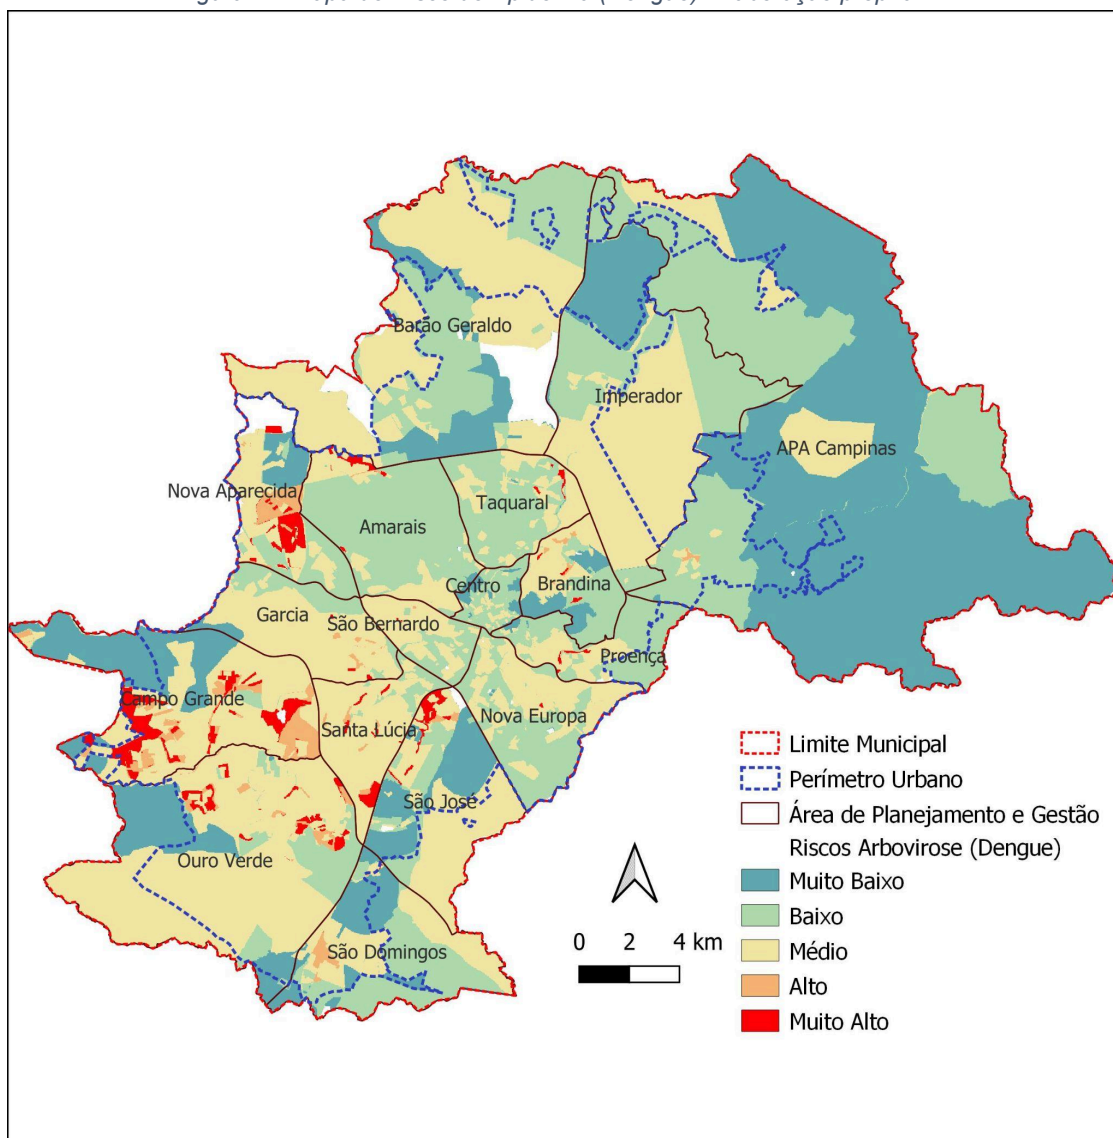 Barão Geraldo
Imperador
APA Campinas
Nova Aparecida
Taquaral
Amarais
Centro
Brandina
Garcia
São Bernardo
Proença
Campo Grande
Santa Lúcia
Nova Europa
São José
Ouro Verde
São Domingos
Limite Municipal
Perímetro Urbano
Área de Planejamento e Gestão
Riscos Arbovirose (Dengue)
Muito Baixo
Baixo
Médio
Alto
Muito Alto
0 2 4 km